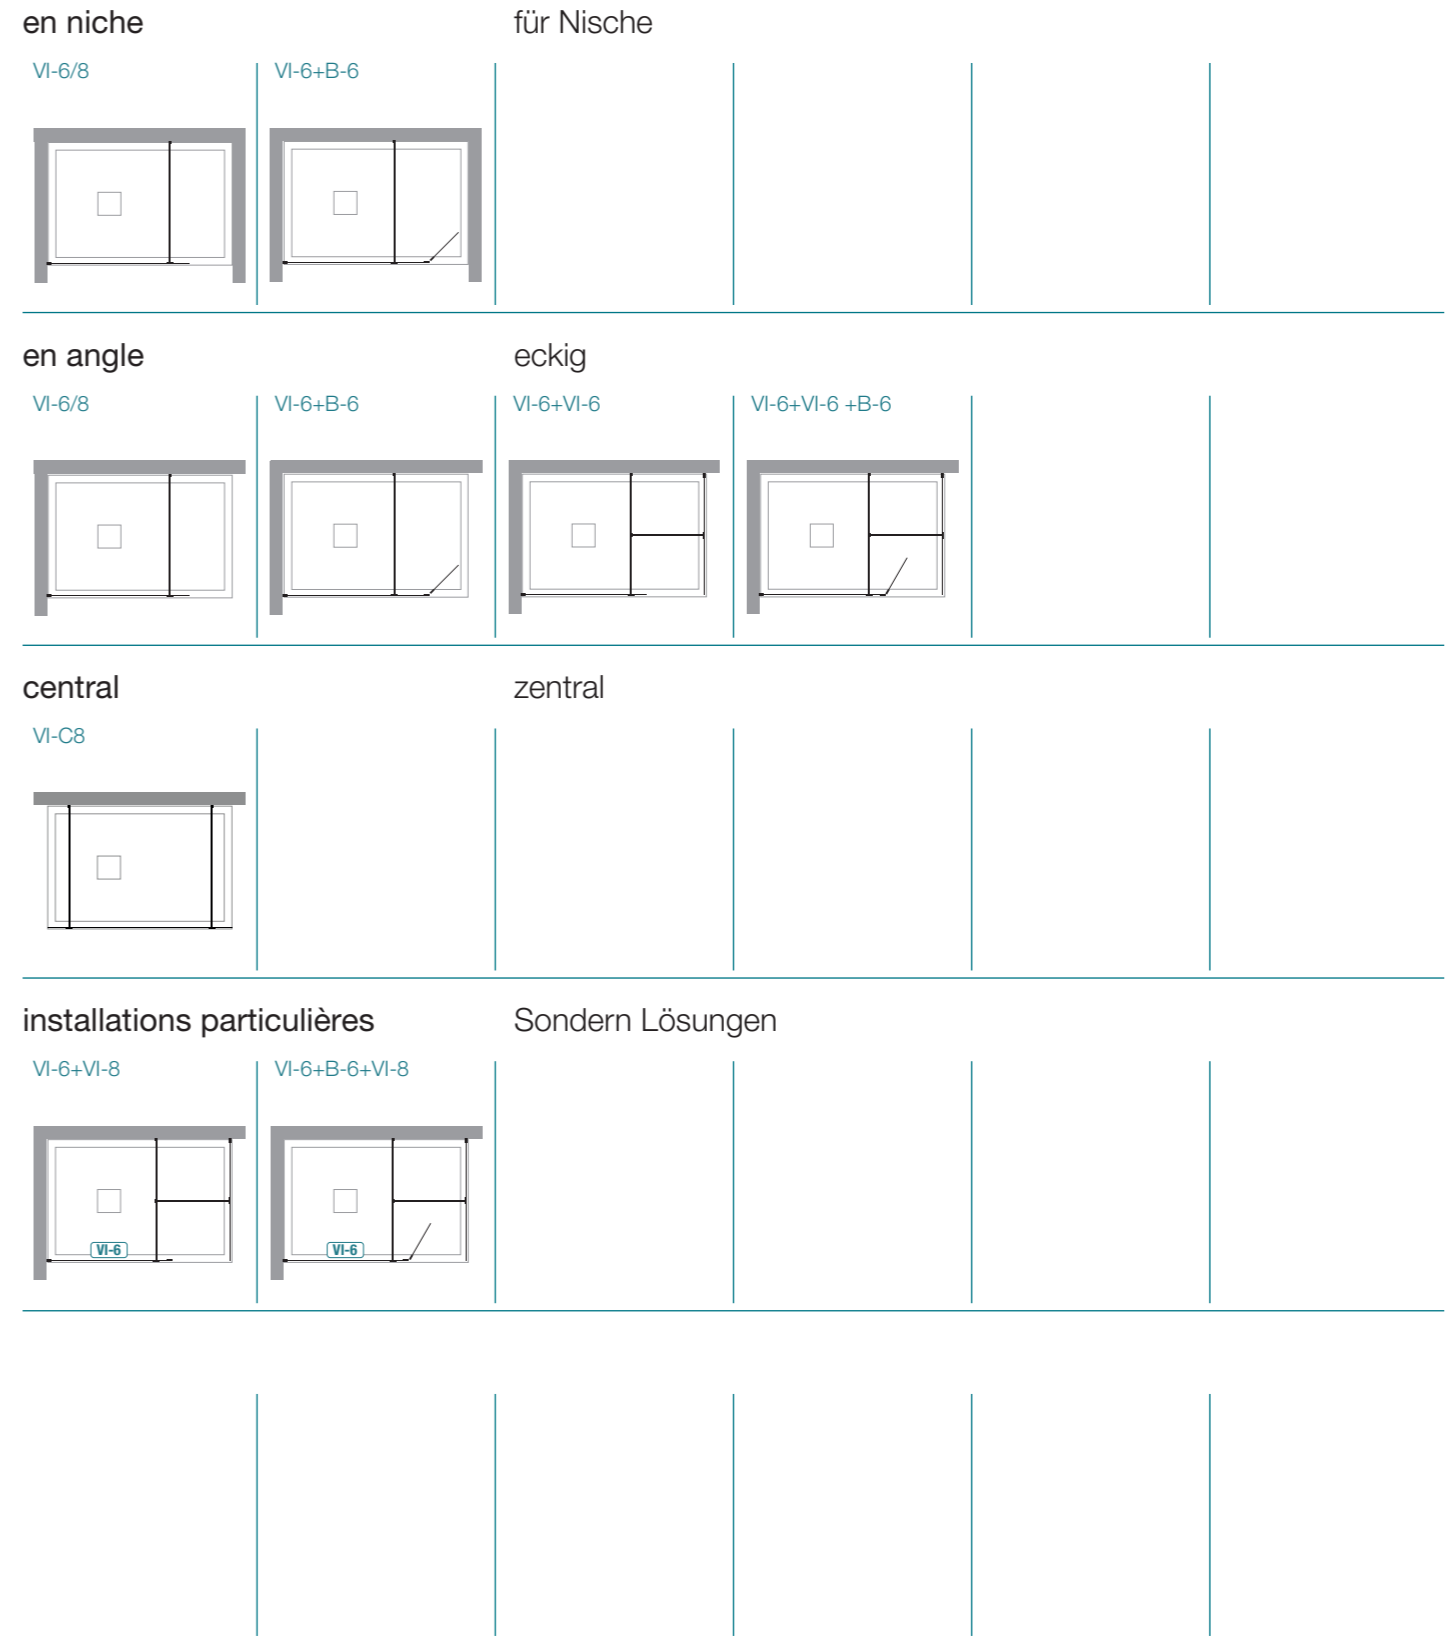 en niche für Nische
VI-6/8 VI-6+B-6
en angle eckig
VI-6/8 VI-6+B-6 VI-6+VI-6 VI-6+VI-6 +B-6
central zentral
VI-C8
installations particulières Sondern Lösungen
VI-6+VI-8 VI-6+B-6+VI-8
VI-6 VI-6